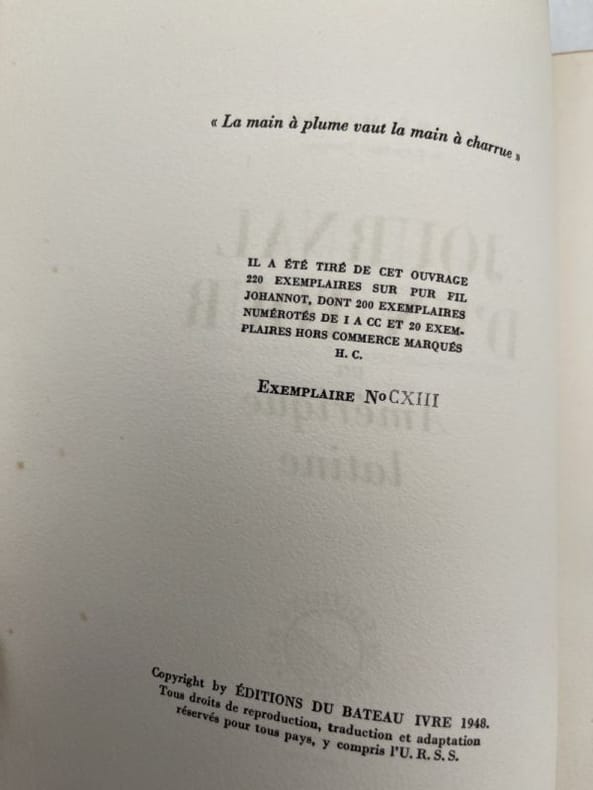 « La main à plume vaut la main à charrue »
IL A ÉTÉ TIRÉ DE CET OUVRAGE
220 EXEMPLAIRES SUR PUR FIL
JOHANNOT, DONT 200 EXEMPLAIRES
NUMÉROTÉS DE I A CC ET 20 EXEM-
PLAIRES HORS COMMERCE MARQUÉS
H. C.
EXEMPLAIRE No CXIII
Copyright by ÉDITIONS DU BATEAU IVRE 1948.
Tous droits de reproduction, traduction et adaptation
réservés pour tous pays, y compris l'U. R. S. S.